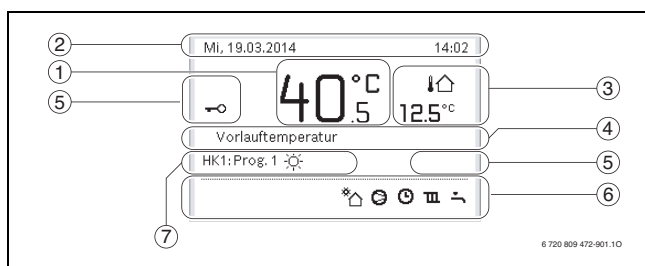 ② Mi, 19.03.2014 14:02
① 40.5 °C
⑤
12.5°C ③
Vorlauftemperatur ④
HK1: Prog. 1 ⑤
⑥
⑦
6 720 809 472-901.1O